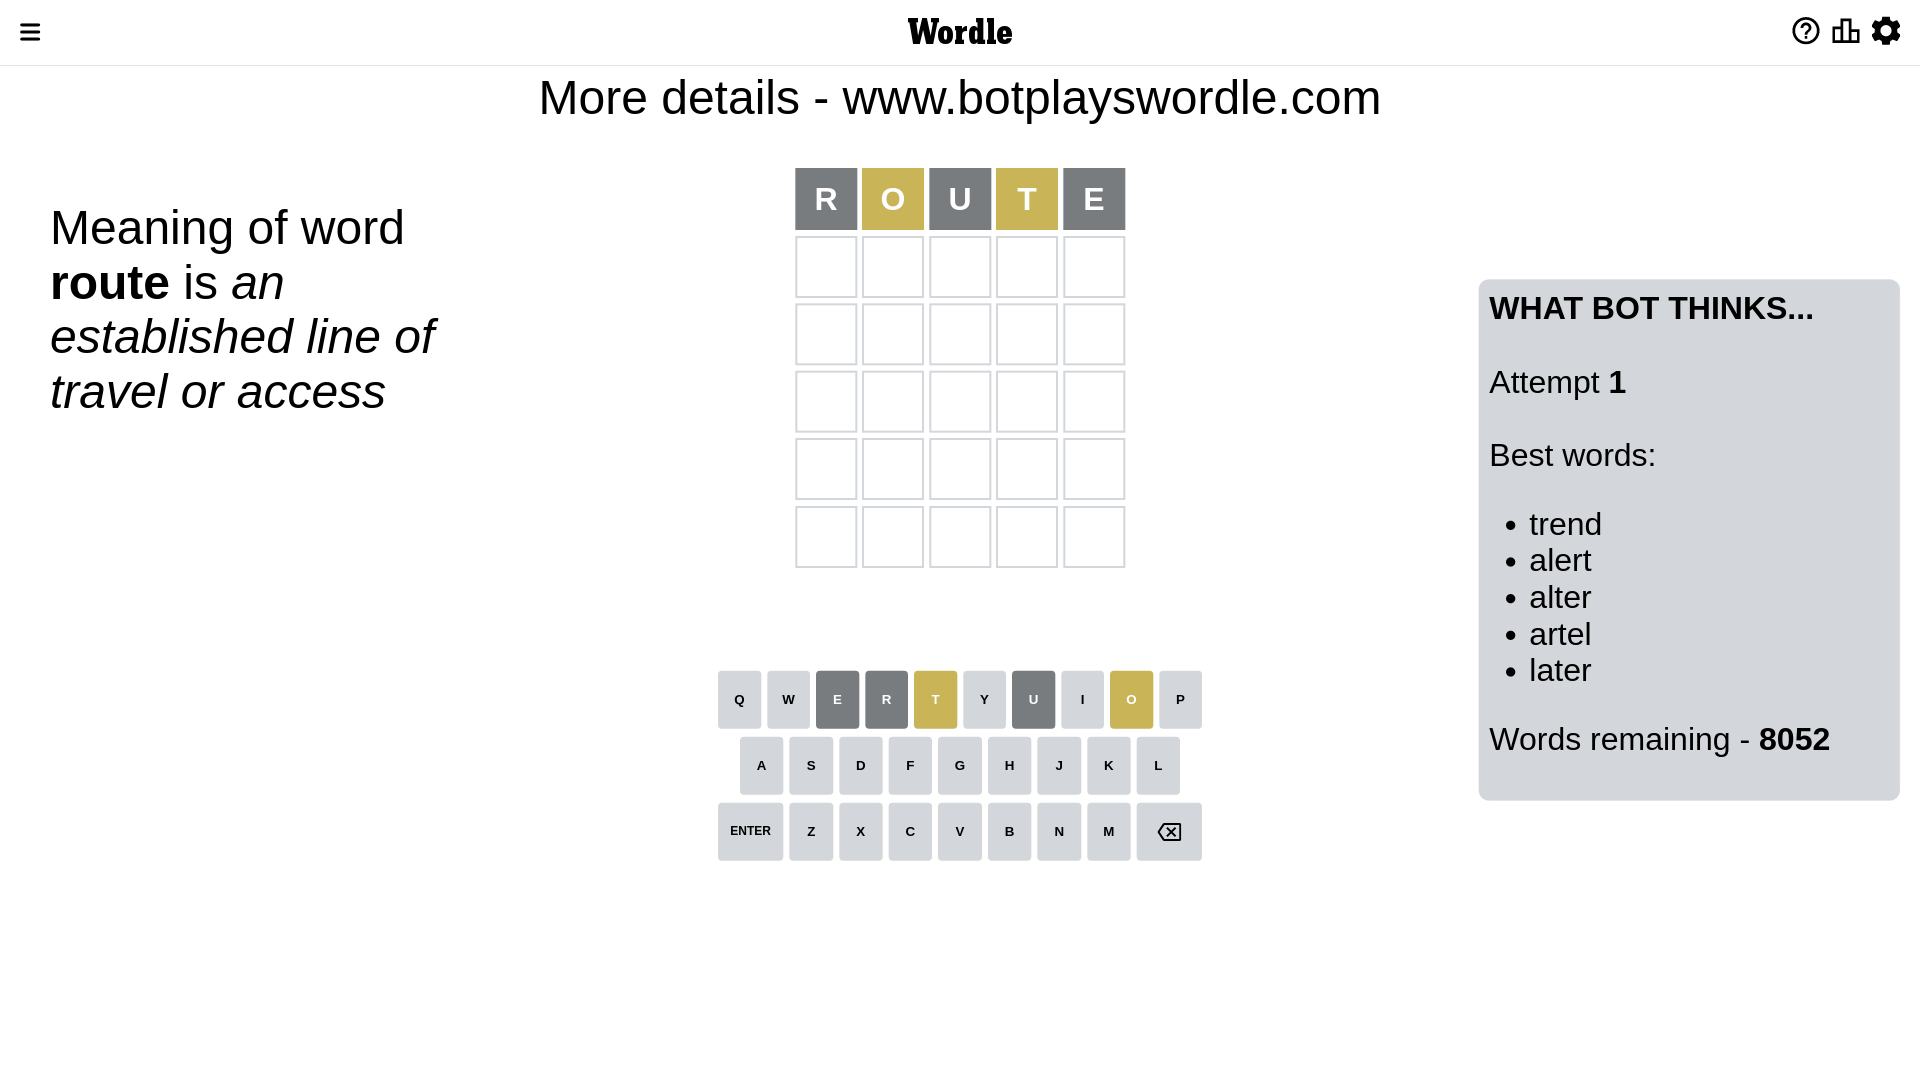 Wordle
More details - www.botplayswordle.com
Meaning of word
route is an
established line of
travel or access
R O U T E
WHAT BOT THINKS...
Attempt 1
Best words:
• trend
• alert
• alter
• artel
• later
Words remaining - 8052
Q W E R T Y U I O P
A S D F G H J K L
ENTER Z X C V B N M